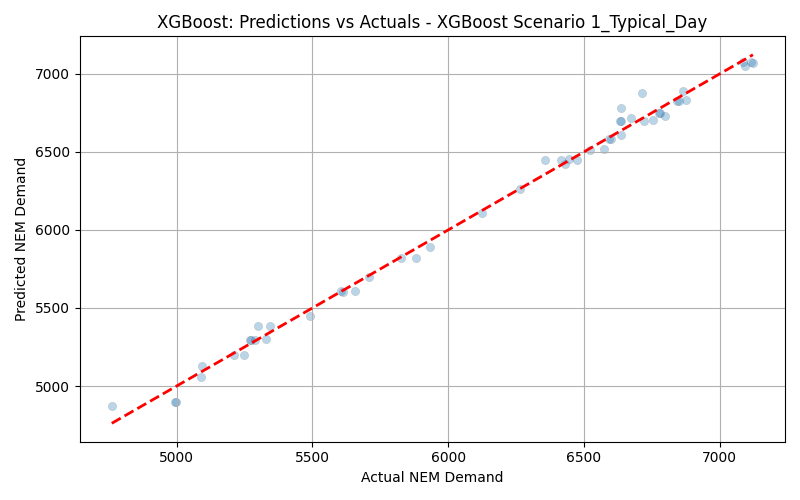 XGBoost: Predictions vs Actuals - XGBoost Scenario 1_Typical_Day
Predicted NEM Demand
7000
6500
6000
5500
5000
5000 5500 6000 6500 7000
Actual NEM Demand